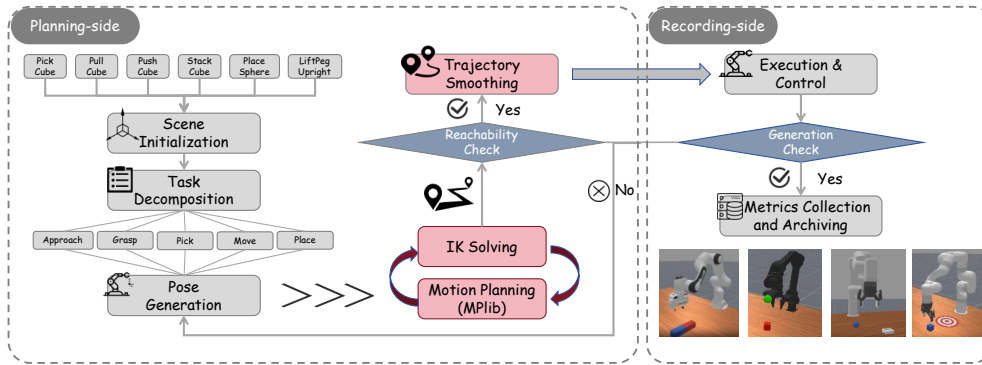 Planning-side
Pick
Cube
Pull
Cube
Push
Cube
Stack
Cube
Place
Sphere
LiftPeg
Upright
Scene
Initialization
Task
Decomposition
Approach
Grasp
Pick
Move
Place
Pose
Generation
Trajectory
Smoothing
Yes
Reachability
Check
No
IK Solving
Motion Planning
(MPlib)
Recording-side
Execution &
Control
Generation
Check
Yes
Metrics Collection
and Archiving